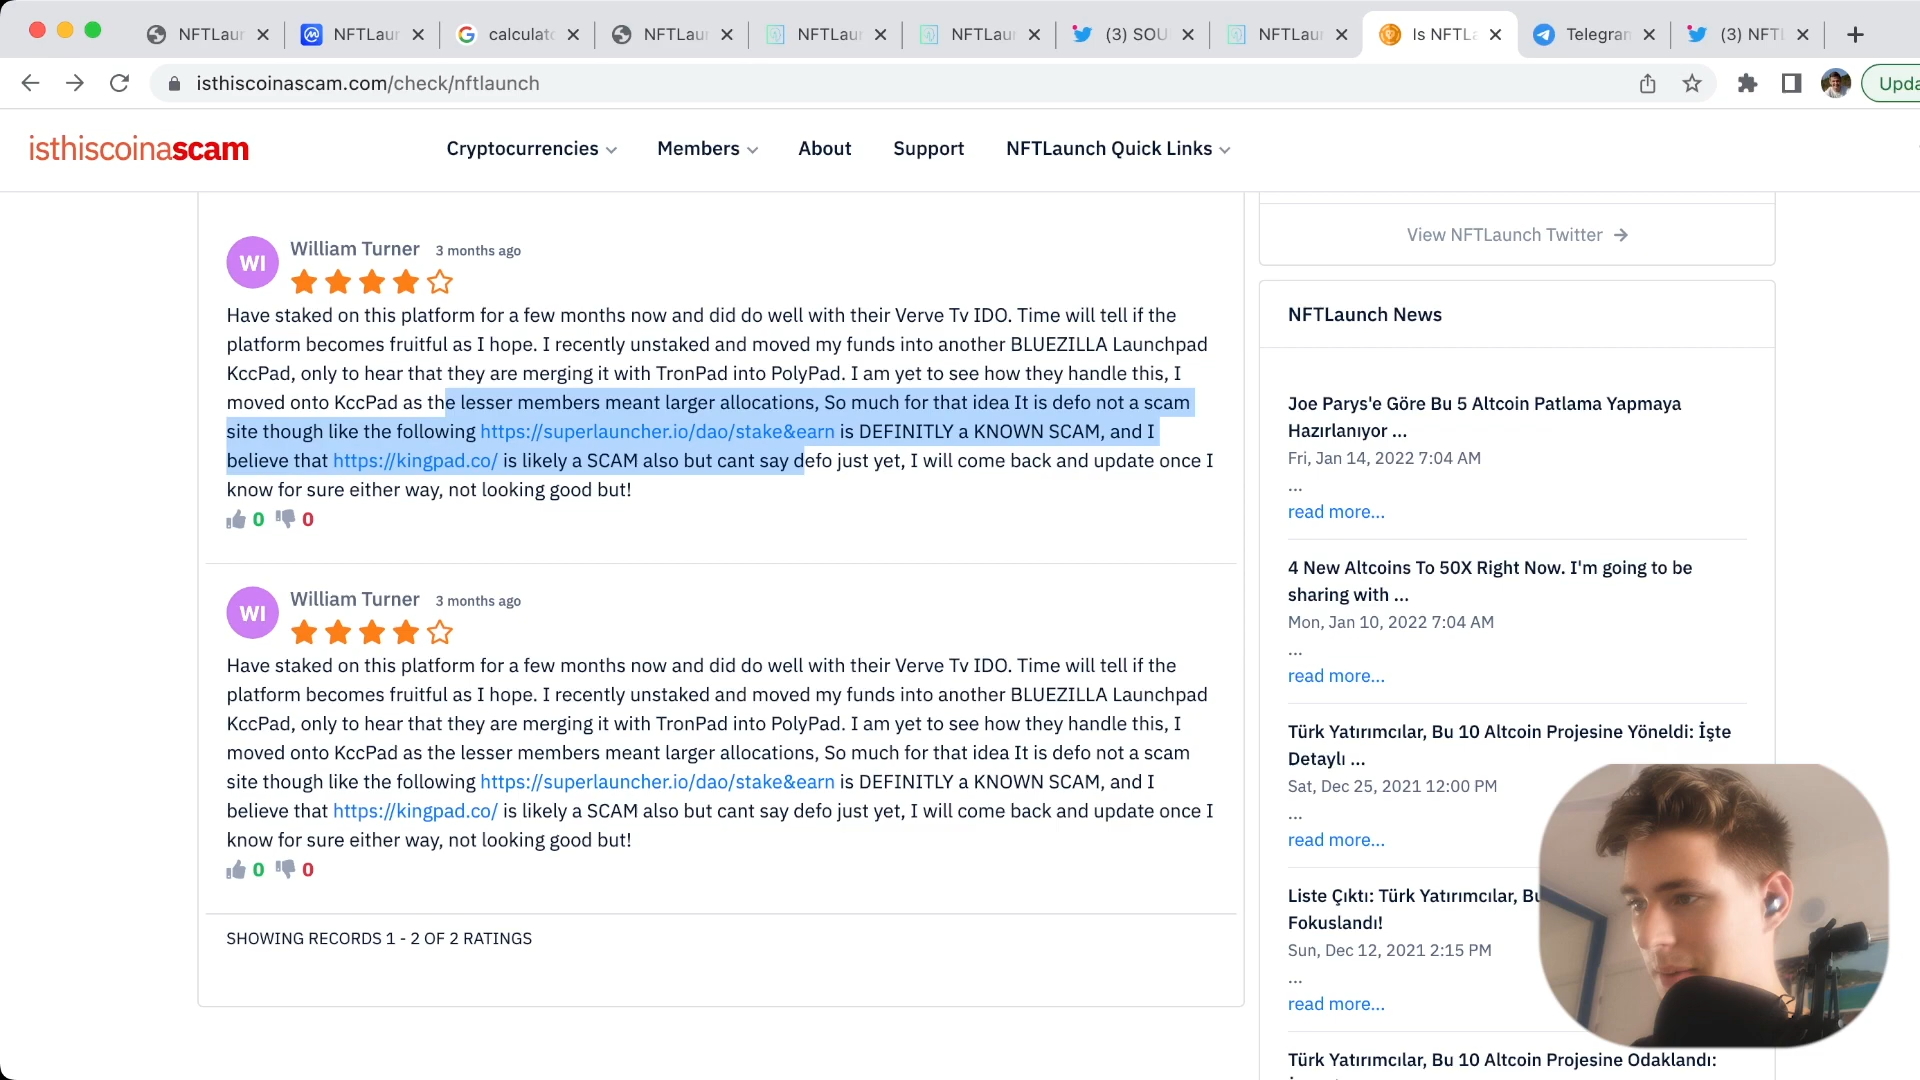 NFTLaun
NFTLaun
calculato
NFTLaun
NFTLaun
NFTLaun
(3) SOU
NFTLaun
Is NFTLa
Telegram
(3) NFTL
isthiscoinascam.com/check/nftlaunch
Upda
isthiscoinascam
Cryptocurrencies
Members
About
Support
NFTLaunch Quick Links
WI
William Turner 3 months ago
Have staked on this platform for a few months now and did do well with their Verve Tv IDO. Time will tell if the
platform becomes fruitful as I hope. I recently unstaked and moved my funds into another BLUEZILLA Launchpad
KccPad, only to hear that they are merging it with TronPad into PolyPad. I am yet to see how they handle this, I
moved onto KccPad as the lesser members meant larger allocations, So much for that idea It is defo not a scam
site though like the following https://superlauncher.io/dao/stake&earn is DEFINITLY a KNOWN SCAM, and I
believe that https://kingpad.co/ is likely a SCAM also but cant say defo just yet, I will come back and update once I
know for sure either way, not looking good but!
0 0
WI
William Turner 3 months ago
Have staked on this platform for a few months now and did do well with their Verve Tv IDO. Time will tell if the
platform becomes fruitful as I hope. I recently unstaked and moved my funds into another BLUEZILLA Launchpad
KccPad, only to hear that they are merging it with TronPad into PolyPad. I am yet to see how they handle this, I
moved onto KccPad as the lesser members meant larger allocations, So much for that idea It is defo not a scam
site though like the following https://superlauncher.io/dao/stake&earn is DEFINITLY a KNOWN SCAM, and I
believe that https://kingpad.co/ is likely a SCAM also but cant say defo just yet, I will come back and update once I
know for sure either way, not looking good but!
0 0
SHOWING RECORDS 1 - 2 OF 2 RATINGS
View NFTLaunch Twitter →
NFTLaunch News
Joe Parys'e Göre Bu 5 Altcoin Patlama Yapmaya
Hazırlanıyor ...
Fri, Jan 14, 2022 7:04 AM
...
read more...
4 New Altcoins To 50X Right Now. I'm going to be
sharing with ...
Mon, Jan 10, 2022 7:04 AM
...
read more...
Türk Yatırımcılar, Bu 10 Altcoin Projesine Yöneldi: İşte
Detaylı ...
Sat, Dec 25, 2021 12:00 PM
...
read more...
Liste Çıktı: Türk Yatırımcılar, Bu
Fokuslandı!
Sun, Dec 12, 2021 2:15 PM
...
read more...
Türk Yatırımcılar, Bu 10 Altcoin Projesine Odaklandı: